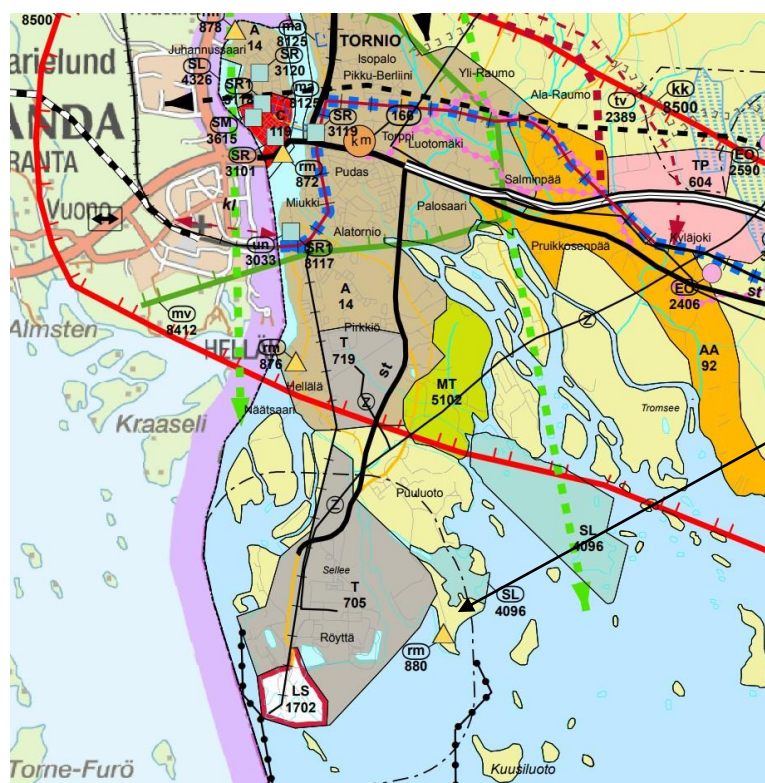 8500
878
A
14
ma
8125
TORNIO
Juhannussaari
SR
3120
Isopalo
Pikku-Berliini
Yli-Raumo
arielund
SL
4326
SR1
3118
ma
8125
Ala-Raumo
kk
8500
tv
2389
ANDA
SM
3615
C
119
SR
3119
166
k m
Torppi
Luotomäki
EO
2590
RANTA
SR
3101
rm
872
Pudas
Salminpää
TP
604
Vuono
kl
Miukki
Palosaari
Kyläjoki
un
3033
Alatornio
SR1
8117
Pruikkosenpää
st
EO
2406
mv
8412
A
14
Z
Almsten
HELLÄ
Pirkkiö
T
719
rm
876
st
AA
92
Hellälä
MT
5102
Kraaseli
Näätsaari
Z
Tromsee
Puuluoto
Z
Z
SL
4096
Sellee
T
705
SL
4096
Röyttä
rm
880
LS
1702
Torne-Furö
Kuusiluoto